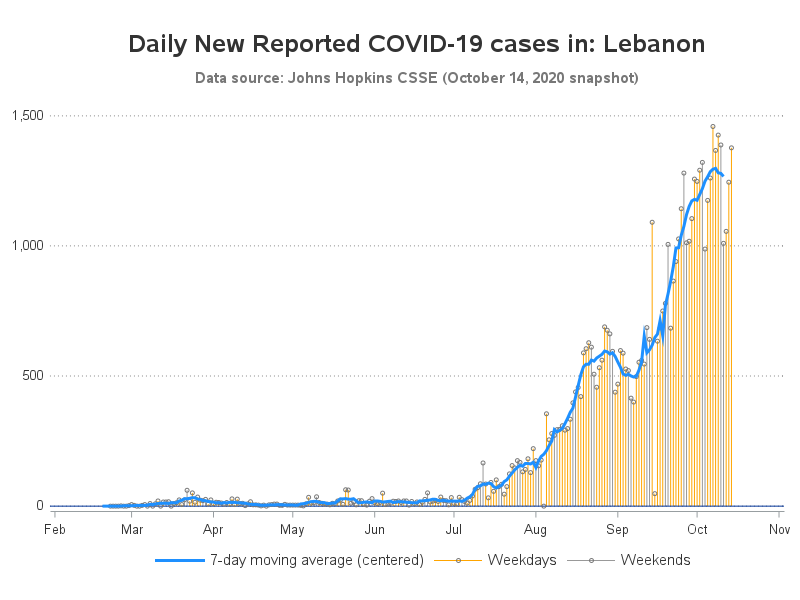 Daily New Reported COVID-19 cases in: Lebanon
Data source: Johns Hopkins CSSE (October 14, 2020 snapshot)
1,500
1,000
500
0
Feb Mar Apr May Jun Jul Aug Sep Oct Nov
7-day moving average (centered) Weekdays Weekends